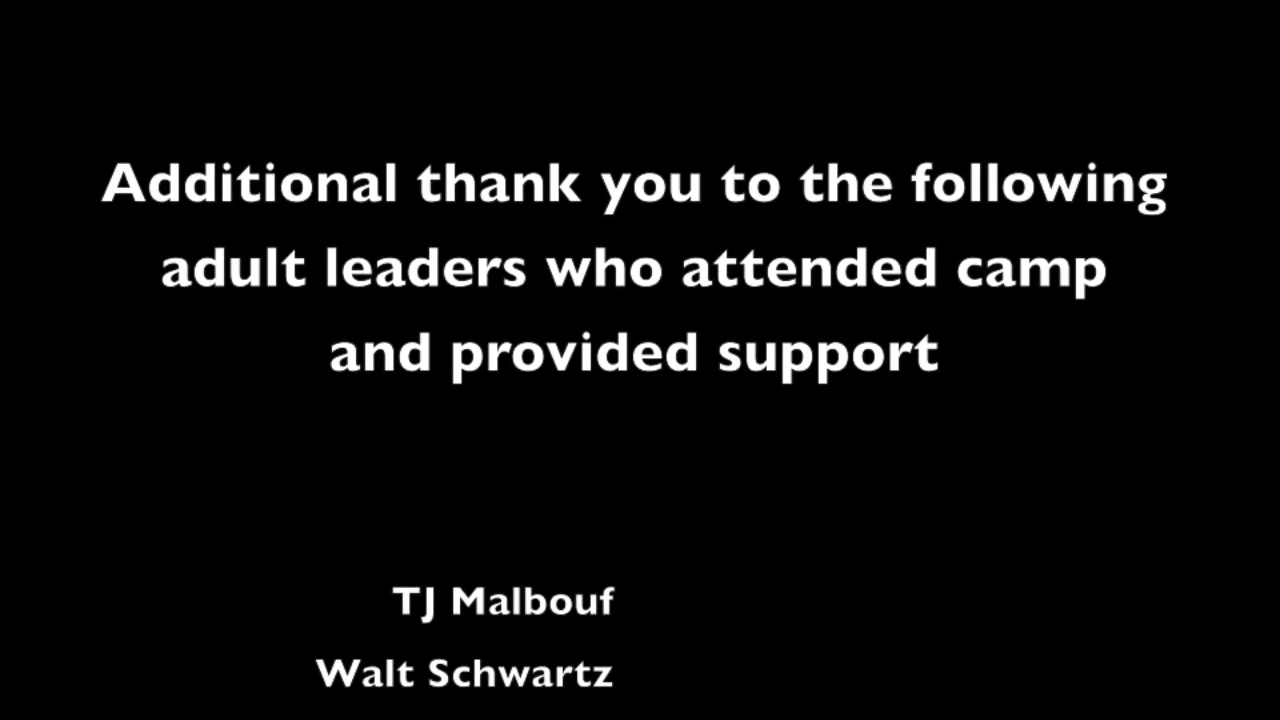 Additional thank you to the following
adult leaders who attended camp
and provided support
TJ Malbouf
Walt Schwartz